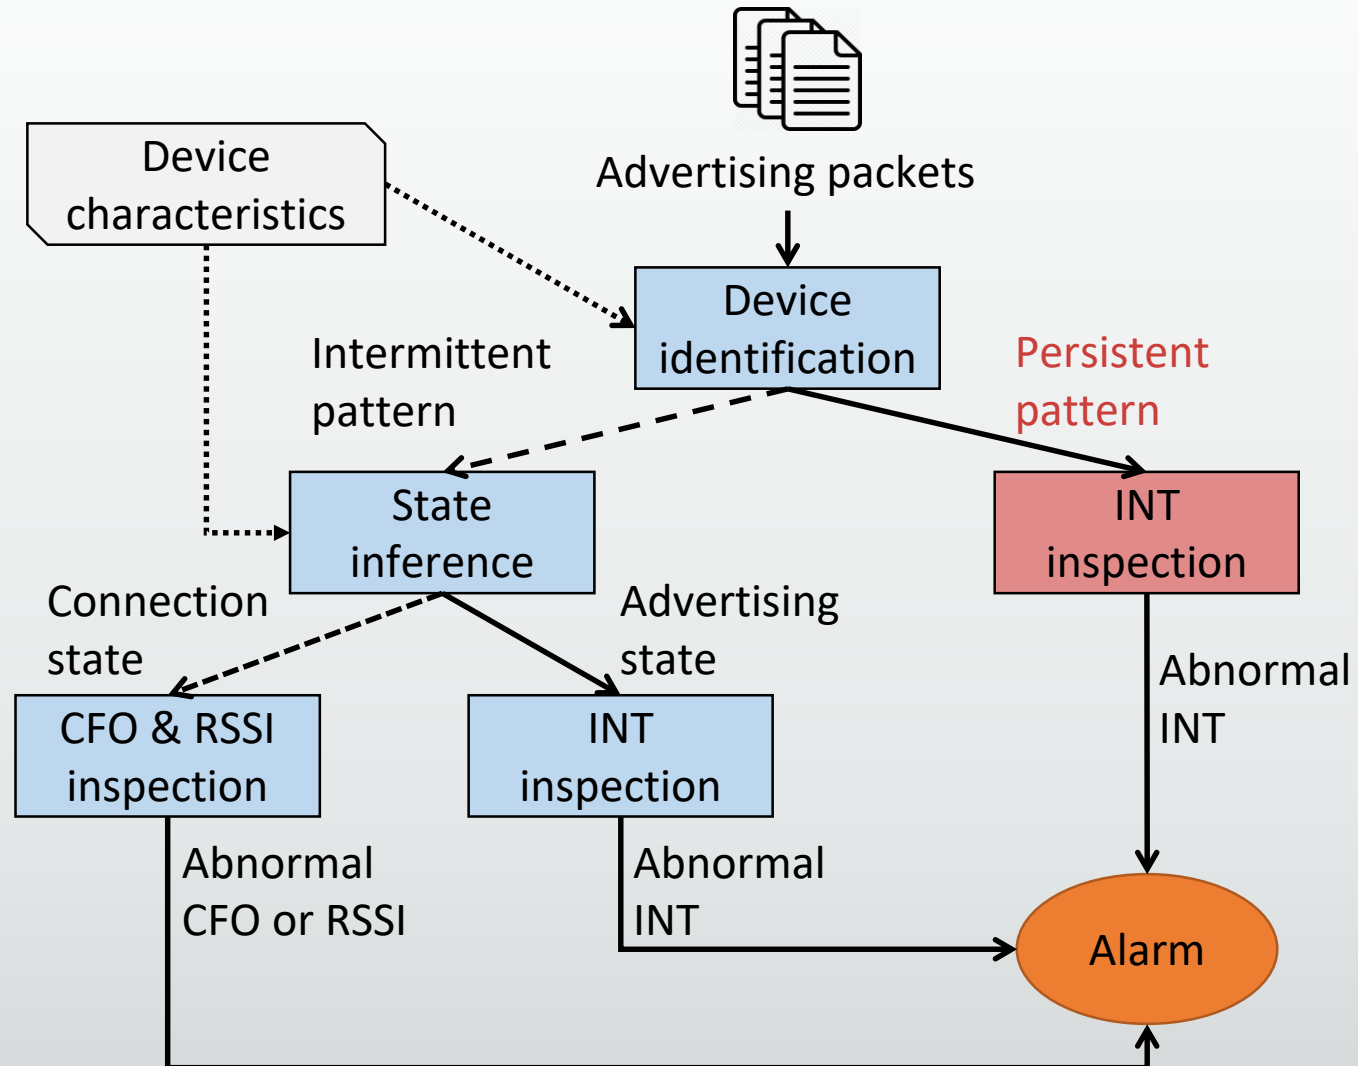 Advertising packets
Device
characteristics
Device
identification
Intermittent
pattern
Persistent
pattern
State
inference
INT
inspection
Connection
state
Advertising
state
Abnormal
INT
CFO & RSSI
inspection
INT
inspection
Abnormal
CFO or RSSI
Abnormal
INT
Alarm